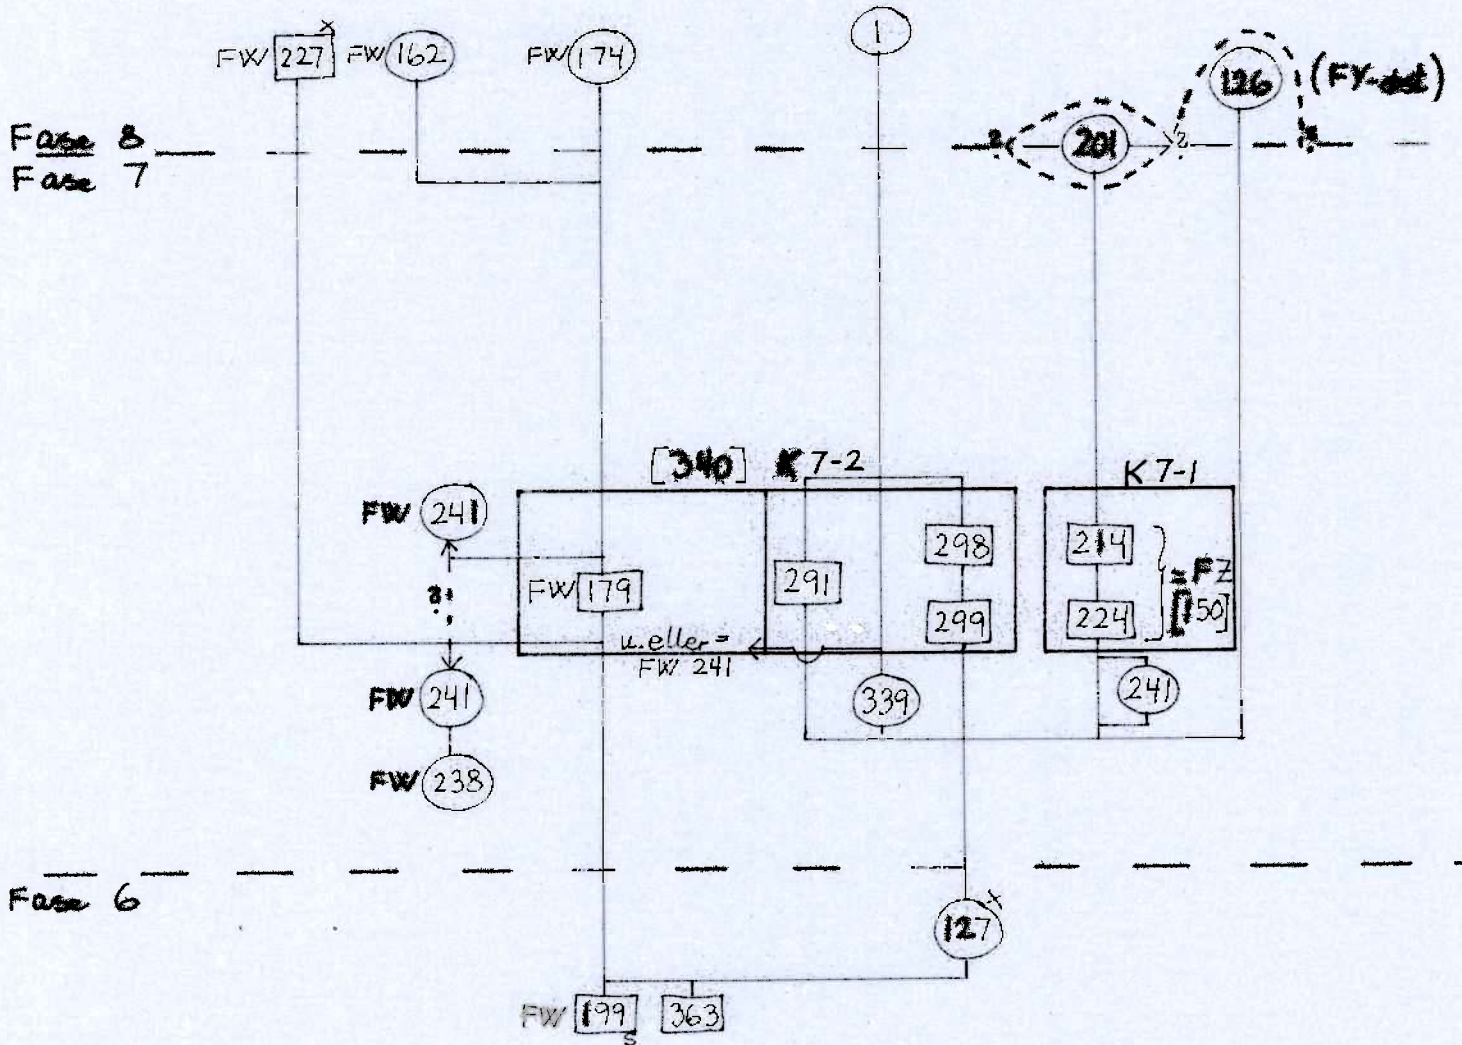 1
FW 227 x FW 162 FW 174
126 (FY-dst)
Fase 8
? 201 ? ?
Fase 7
[340] K 7-2 K 7-1
FW 241
298 214
FW 179 291 ≅ FZ
? 299 224 [150]
u. eller =
FW 241
FW 241 339 241
FW 238
Fase 6
127 x
FW 199 s 363